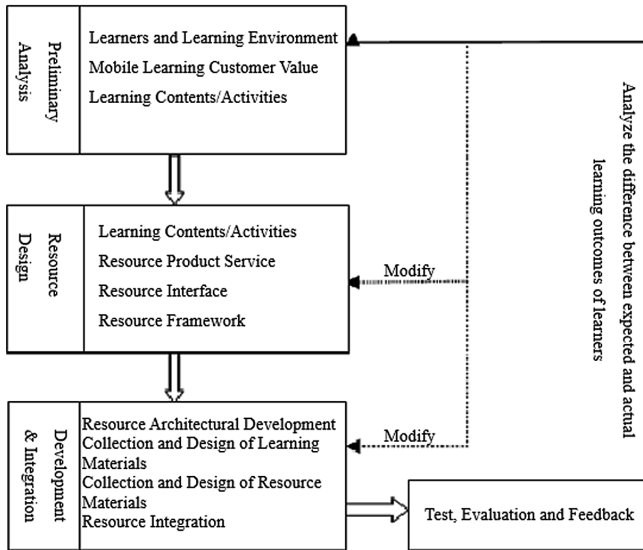 Preliminary
Analysis
Learners and Learning Environment
Mobile Learning Customer Value
Learning Contents/Activities
Resource
Design
Learning Contents/Activities
Resource Product Service
Resource Interface
Resource Framework
Modify
Development
& Integration
Resource Architectural Development
Collection and Design of Learning
Materials
Collection and Design of Resource
Materials
Resource Integration
Modify
Test, Evaluation and Feedback
Analyze the difference between expected and actual
learning outcomes of learners